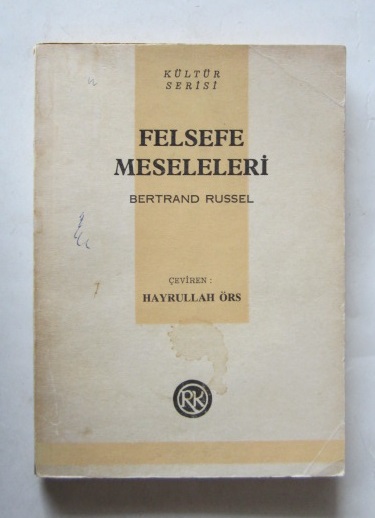 KÜLTÜR
SERİSİ
FELSEFE
MESELELERİ
BERTRAND RUSSEL
ÇEVİREN :
HAYRULLAH ÖRS
RK